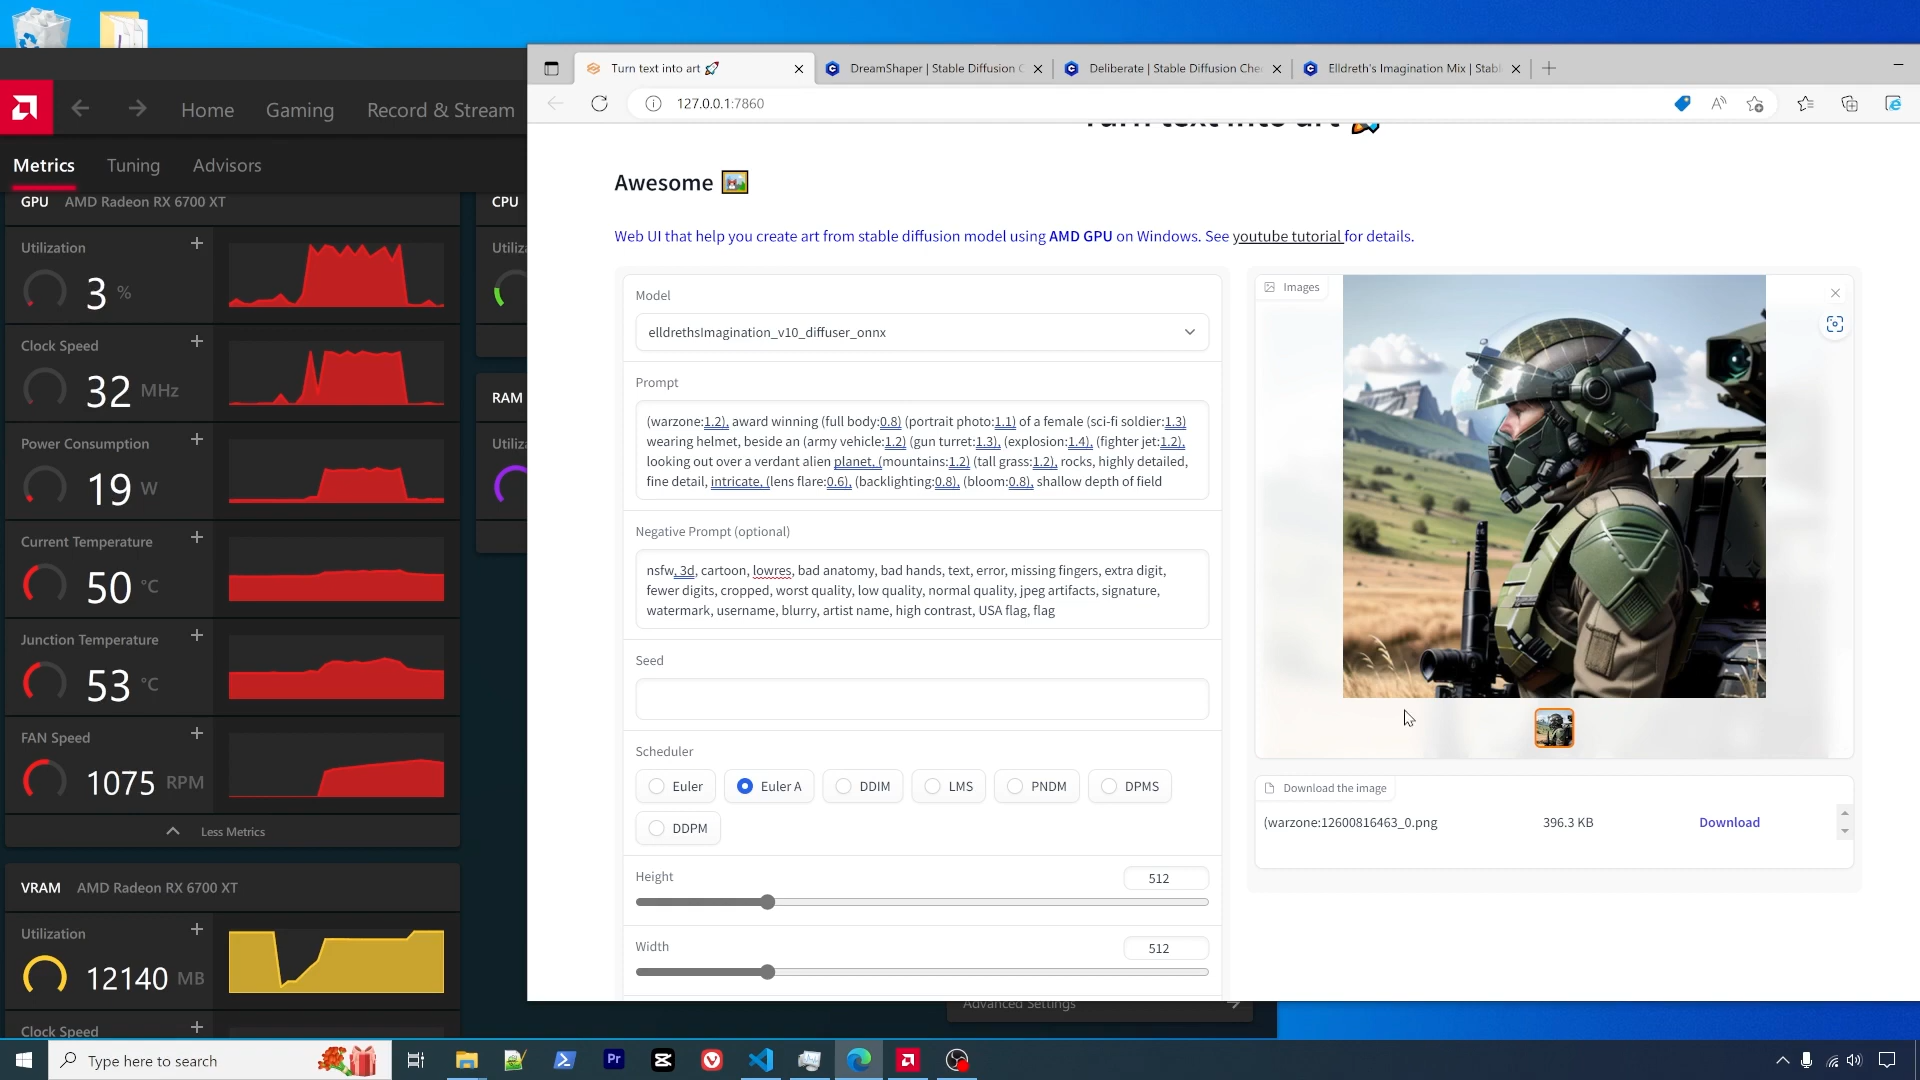 Turn text into art 🚀
DreamShaper | Stable Diffusion C
Deliberate | Stable Diffusion Che
Elldreth's Imagination Mix | Stabl
127.0.0.1:7860
Home
Gaming
Record & Stream
Metrics
Tuning
Advisors
GPU AMD Radeon RX 6700 XT
Utilization
3 %
Clock Speed
32 MHz
Power Consumption
19 W
Current Temperature
50 °C
Junction Temperature
53 °C
FAN Speed
1075 RPM
Less Metrics
VRAM AMD Radeon RX 6700 XT
Utilization
12140 MB
Clock Speed
CPU
Utiliz
RAM
Utiliz
Turn text into art 🚀
Awesome 🖼️
Web UI that help you create art from stable diffusion model using AMD GPU on Windows. See youtube tutorial for details.
Model
elldrethsImagination_v10_diffuser_onnx
Prompt
(warzone:1.2), award winning (full body:0.8) (portrait photo:1.1) of a female (sci-fi soldier:1.3)
wearing helmet, beside an (army vehicle:1.2) (gun turret:1.3), (explosion:1.4), (fighter jet:1.2),
looking out over a verdant alien planet, (mountains:1.2) (tall grass:1.2), rocks, highly detailed,
fine detail, intricate, (lens flare:0.6), (backlighting:0.8), (bloom:0.8), shallow depth of field
Negative Prompt (optional)
nsfw, 3d, cartoon, lowres, bad anatomy, bad hands, text, error, missing fingers, extra digit,
fewer digits, cropped, worst quality, low quality, normal quality, jpeg artifacts, signature,
watermark, username, blurry, artist name, high contrast, USA flag, flag
Seed
Scheduler
Euler
Euler A
DDIM
LMS
PNDM
DPMS
DDPM
Height
512
Width
512
Images
Download the image
(warzone:12600816463_0.png 396.3 KB Download
Advanced Settings
Type here to search
Pr